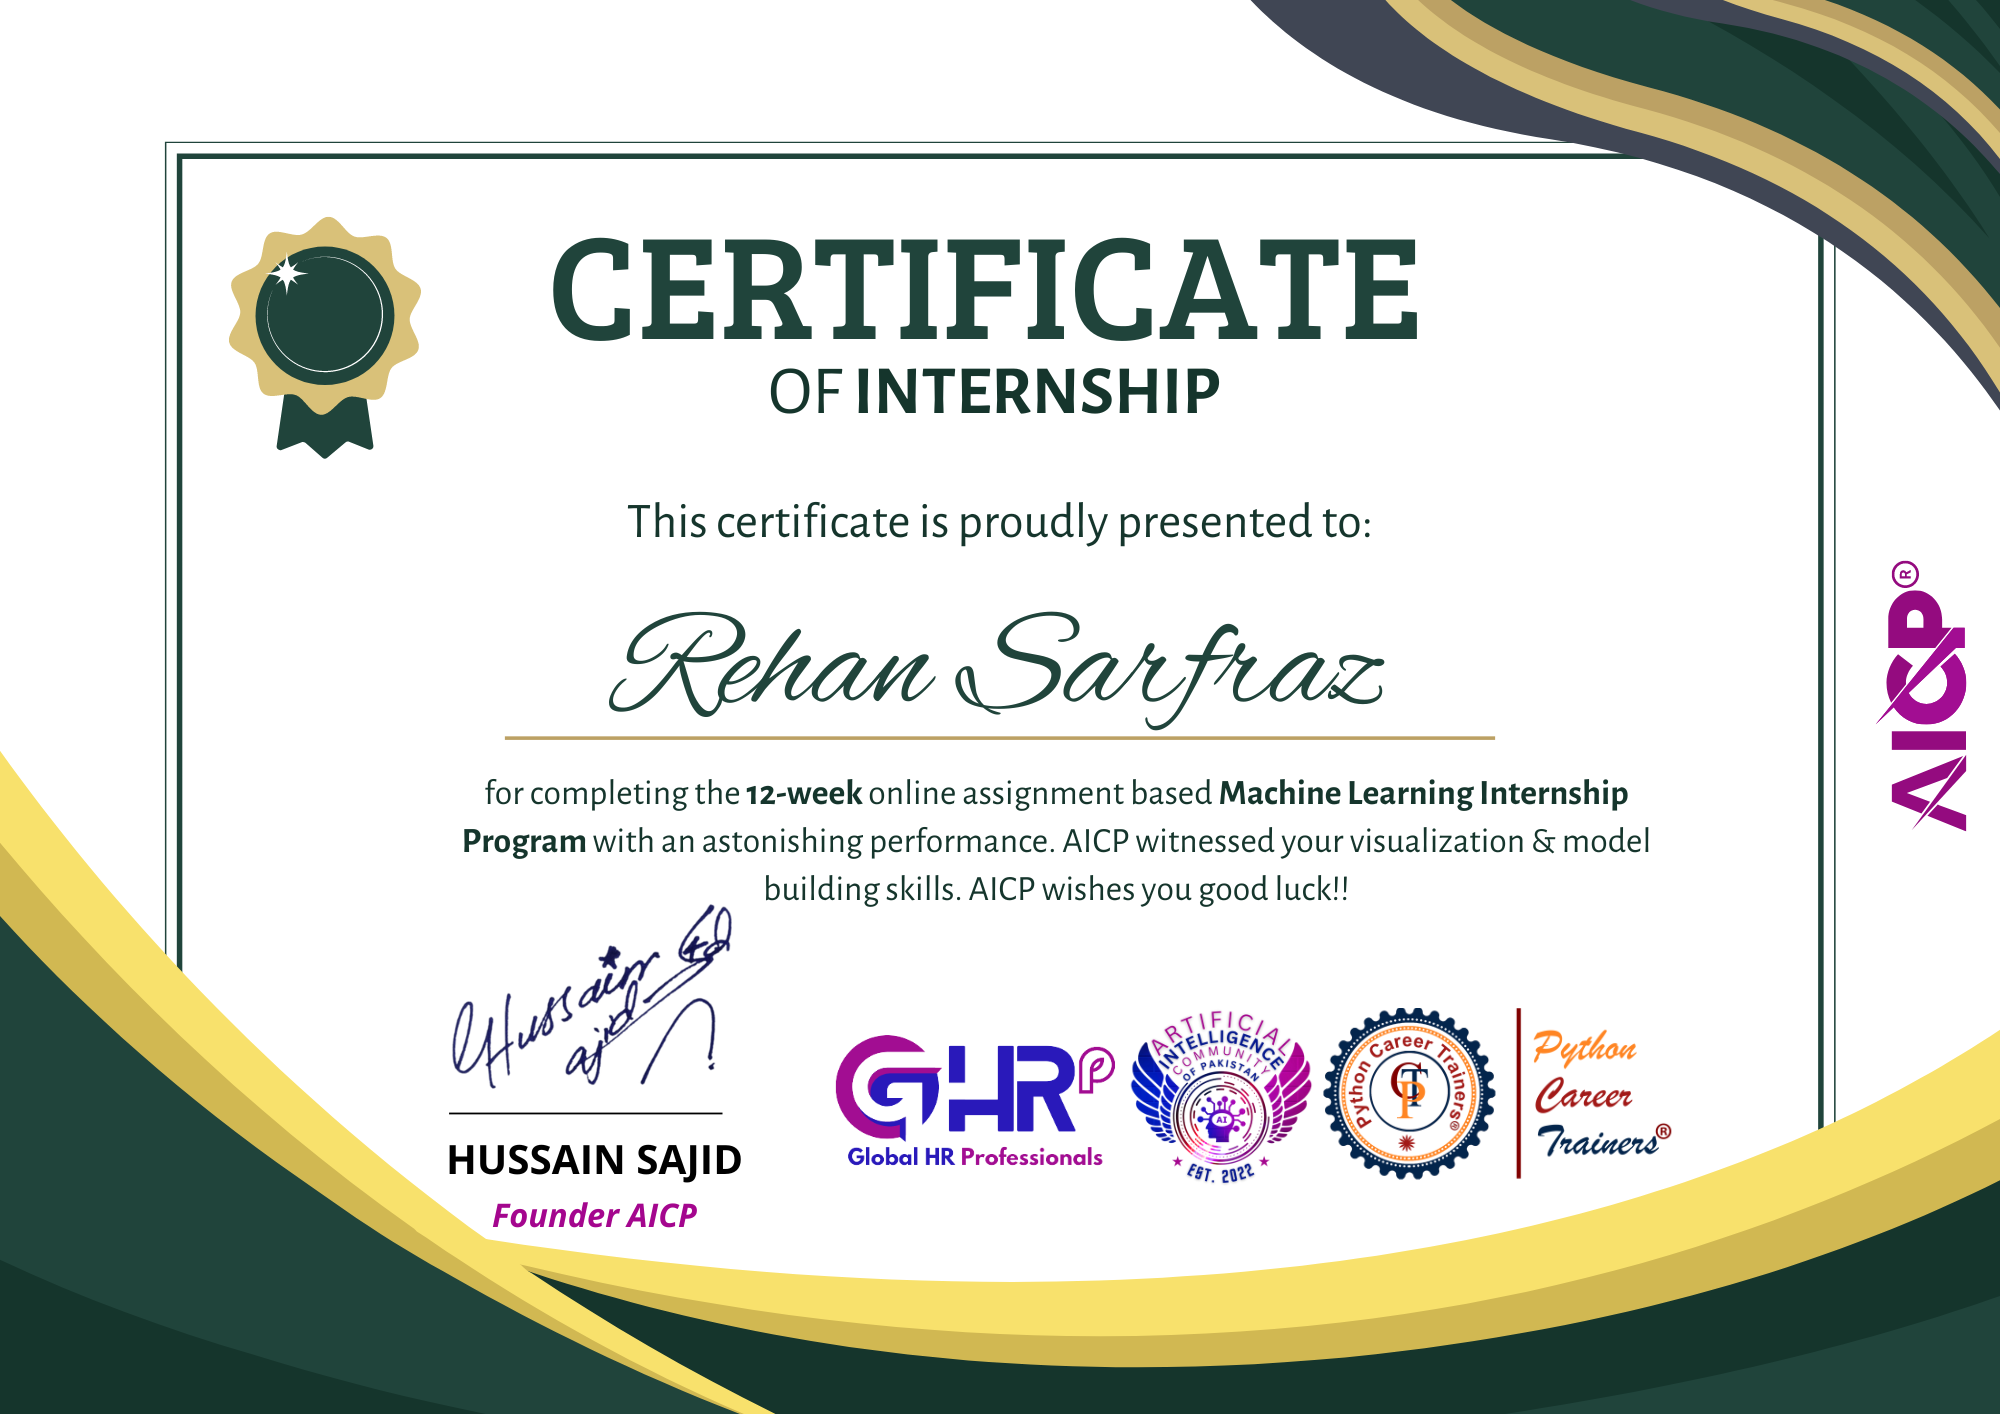 CERTIFICATE
OF INTERNSHIP
This certificate is proudly presented to:
Rehan Sarfraz
for completing the 12-week online assignment based Machine Learning Internship
Program with an astonishing performance. AICP witnessed your visualization & model
building skills. AICP wishes you good luck!!
AICP®
Hussain
Sajid
HUSSAIN SAJID
Founder AICP
GHRP
Global HR Professionals
ARTIFICIAL
INTELLIGENCE
COMMUNITY
OF PAKISTAN
AI
EST. 2022
Python Career Trainers®
PCT
Python
Career
Trainers®